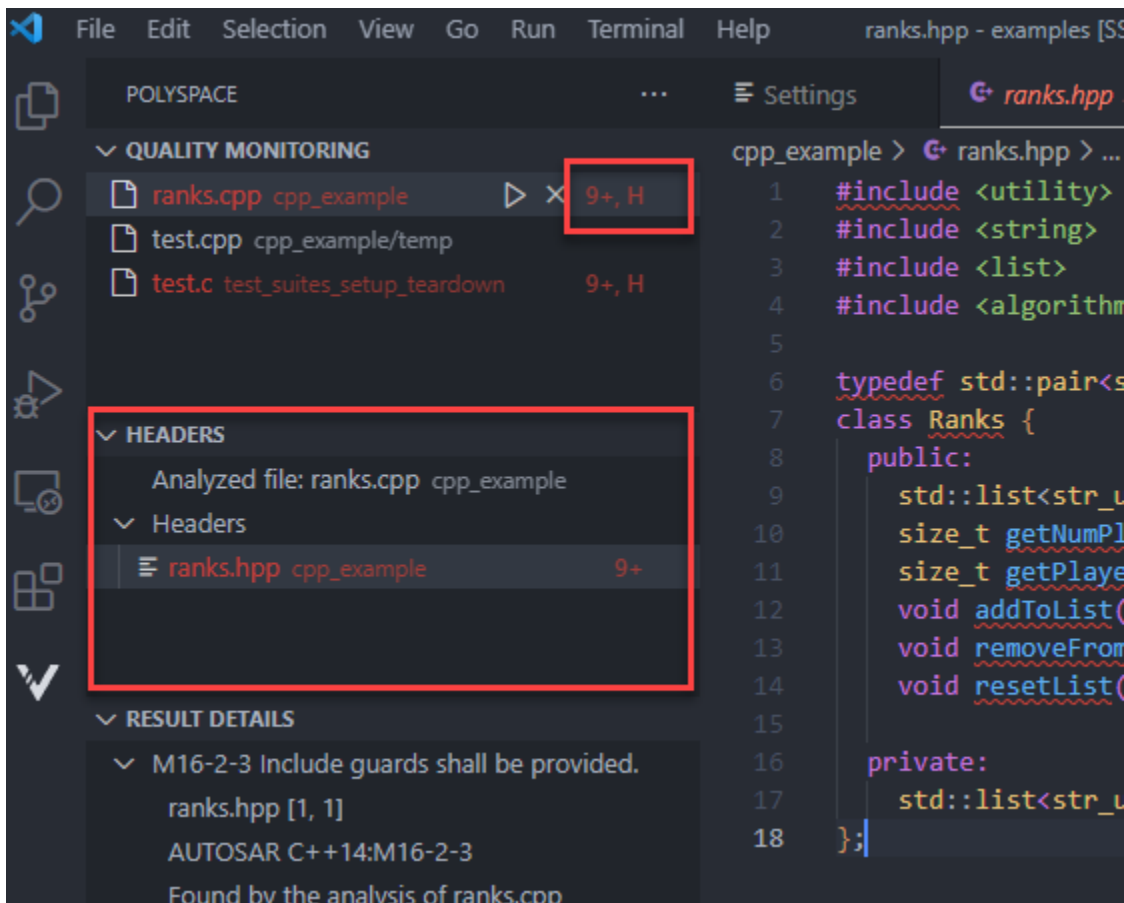 File Edit Selection View Go Run Terminal Help ranks.hpp - examples [SS
POLYSPACE ...
Settings ranks.hpp
QUALITY MONITORING
cpp_example > ranks.hpp > ...
ranks.cpp cpp_example 9+, H
test.cpp cpp_example/temp
test.c test_suites_setup_teardown 9+, H
HEADERS
Analyzed file: ranks.cpp cpp_example
Headers
ranks.hpp cpp_example 9+
RESULT DETAILS
M16-2-3 Include guards shall be provided.
ranks.hpp [1, 1]
AUTOSAR C++14:M16-2-3
Found by the analysis of ranks.cpp
1 #include <utility>
2 #include <string>
3 #include <list>
4 #include <algorithm
5
6 typedef std::pair<s
7 class Ranks {
8 public:
9 std::list<str_u
10 size_t getNumPl
11 size_t getPlaye
12 void addToList(
13 void removeFrom
14 void resetList(
15
16 private:
17 std::list<str_u
18 };